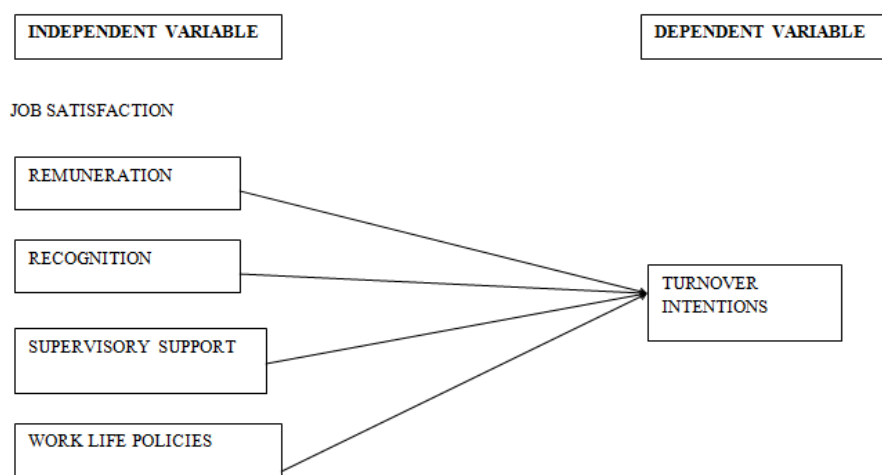 INDEPENDENT VARIABLE
DEPENDENT VARIABLE
JOB SATISFACTION
REMUNERATION
RECOGNITION
TURNOVER
INTENTIONS
SUPERVISORY SUPPORT
WORK LIFE POLICIES